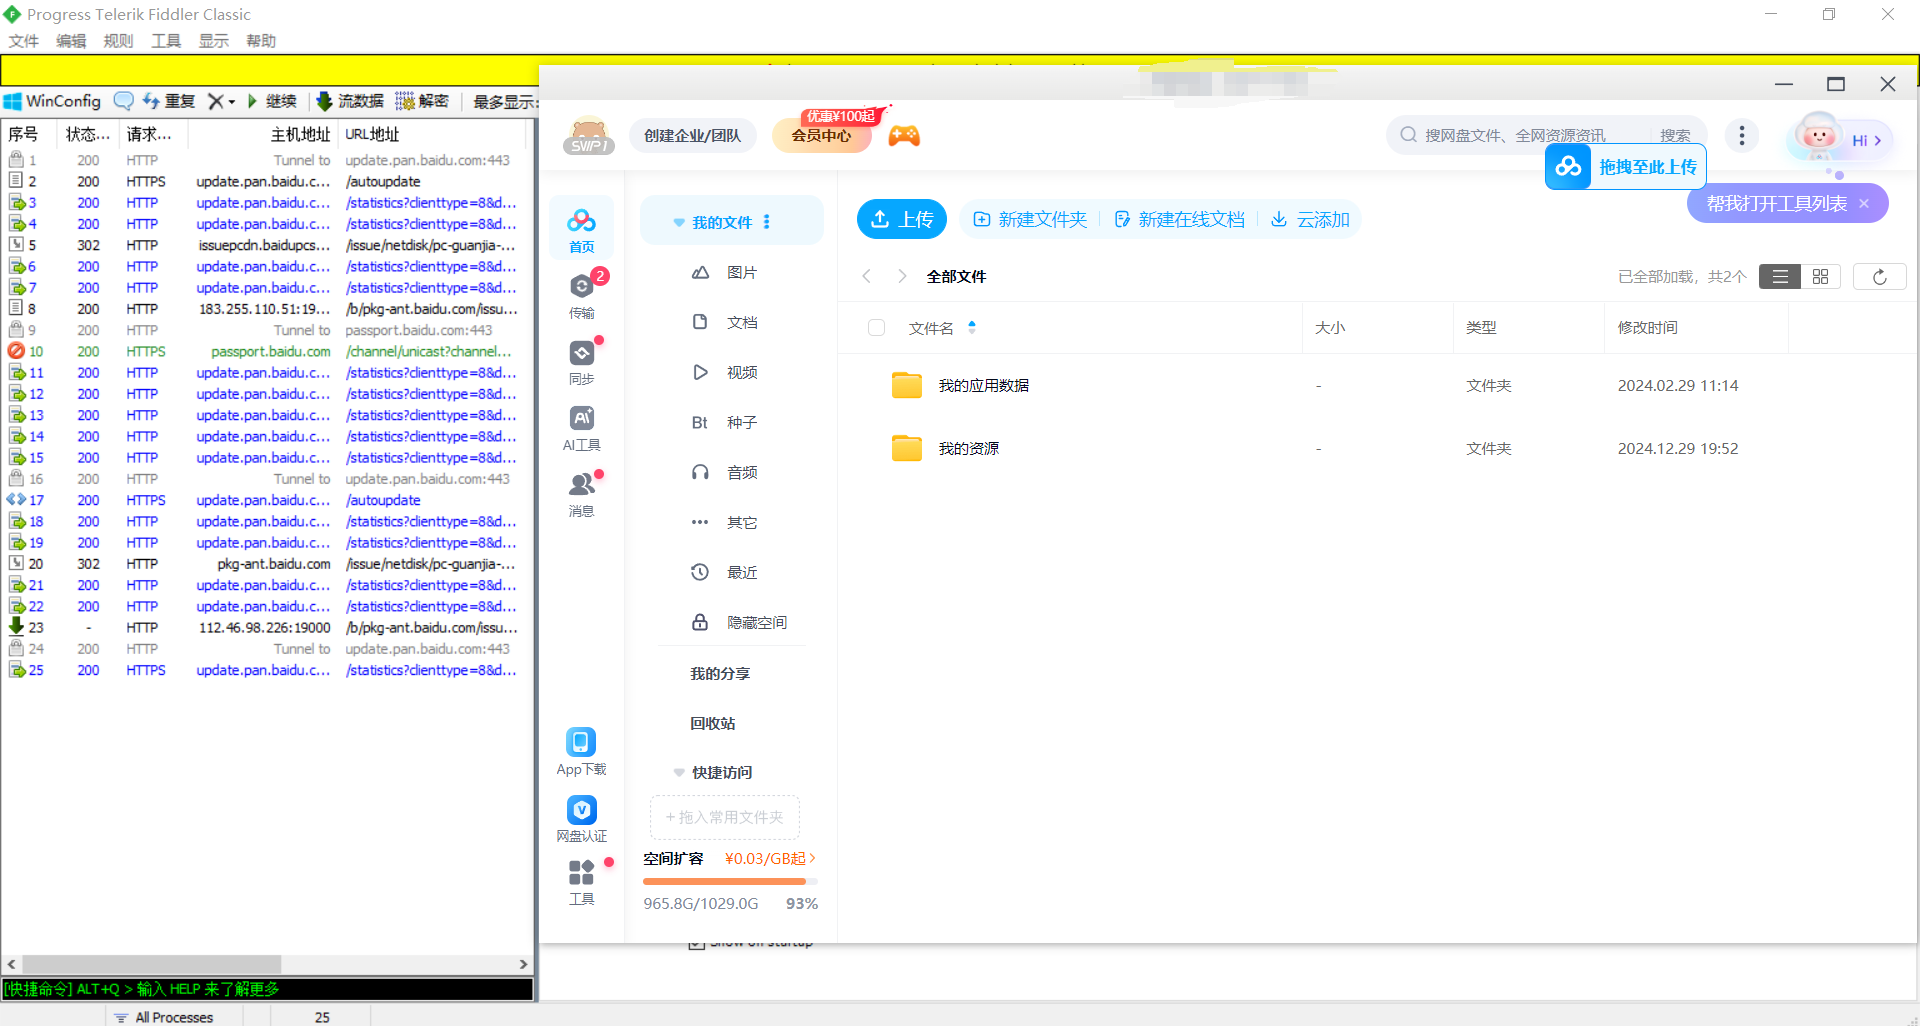 Progress Telerik Fiddler Classic
文件 编辑 规则 工具 显示 帮助
WinConfig 重复 继续 流数据 解密 最多显示:
序号 状态... 请求... 主机地址 URL地址
1 200 HTTP Tunnel to update.pan.baidu.com:443
2 200 HTTPS update.pan.baidu.c... /autoupdate
3 200 HTTP update.pan.baidu.c... /statistics?clienttype=8&d...
4 200 HTTP update.pan.baidu.c... /statistics?clienttype=8&d...
5 302 HTTP issuepcdn.baidupcs... /issue/netdisk/pc-guanjia-...
6 200 HTTP update.pan.baidu.c... /statistics?clienttype=8&d...
7 200 HTTP update.pan.baidu.c... /statistics?clienttype=8&d...
8 200 HTTP 183.255.110.51:19... /b/pkg-ant.baidu.com/issu...
9 200 HTTP Tunnel to passport.baidu.com:443
10 200 HTTPS passport.baidu.com /channel/unicast?channel...
11 200 HTTP update.pan.baidu.c... /statistics?clienttype=8&d...
12 200 HTTP update.pan.baidu.c... /statistics?clienttype=8&d...
13 200 HTTP update.pan.baidu.c... /statistics?clienttype=8&d...
14 200 HTTP update.pan.baidu.c... /statistics?clienttype=8&d...
15 200 HTTP update.pan.baidu.c... /statistics?clienttype=8&d...
16 200 HTTP Tunnel to update.pan.baidu.com:443
17 200 HTTPS update.pan.baidu.c... /autoupdate
18 200 HTTP update.pan.baidu.c... /statistics?clienttype=8&d...
19 200 HTTP update.pan.baidu.c... /statistics?clienttype=8&d...
20 302 HTTP pkg-ant.baidu.com /issue/netdisk/pc-guanjia-...
21 200 HTTP update.pan.baidu.c... /statistics?clienttype=8&d...
22 200 HTTP update.pan.baidu.c... /statistics?clienttype=8&d...
23 - HTTP 112.46.98.226:19000 /b/pkg-ant.baidu.com/issu...
24 200 HTTP Tunnel to update.pan.baidu.com:443
25 200 HTTPS update.pan.baidu.c... /statistics?clienttype=8&d...
[快捷命令] ALT+Q > 输入 HELP 来了解更多
All Processes 25
SVIP1
创建企业/团队
优惠¥100起
会员中心
搜网盘文件、全网资源资讯 搜索
Hi >
拖拽至此上传
帮我打开工具列表 ×
首页
2
传输
同步
AI工具
消息
App下载
网盘认证
工具
我的文件
图片
文档
视频
Bt 种子
音频
其它
最近
隐藏空间
我的分享
回收站
快捷访问
+ 拖入常用文件夹
空间扩容 ¥0.03/GB起 >
965.8G/1029.0G 93%
上传 新建文件夹 新建在线文档 云添加
全部文件 已全部加载，共2个
文件名 大小 类型 修改时间
我的应用数据 - 文件夹 2024.02.29 11:14
我的资源 - 文件夹 2024.12.29 19:52